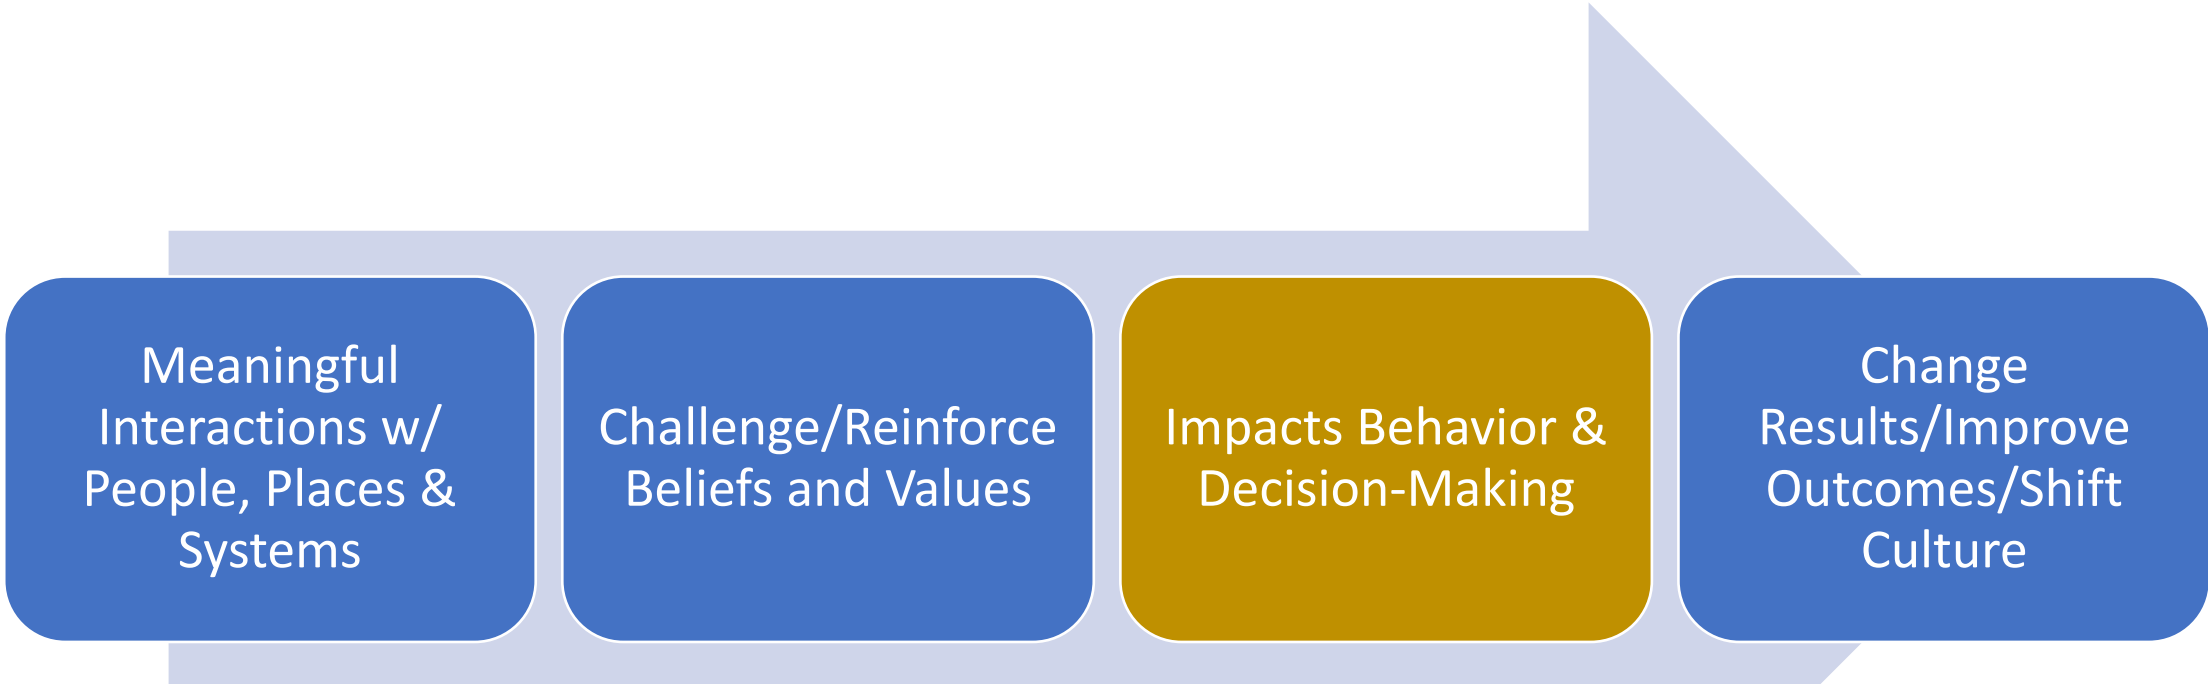 Meaningful
Interactions w/
People, Places &
Systems
Challenge/Reinforce
Beliefs and Values
Impacts Behavior &
Decision-Making
Change
Results/Improve
Outcomes/Shift
Culture